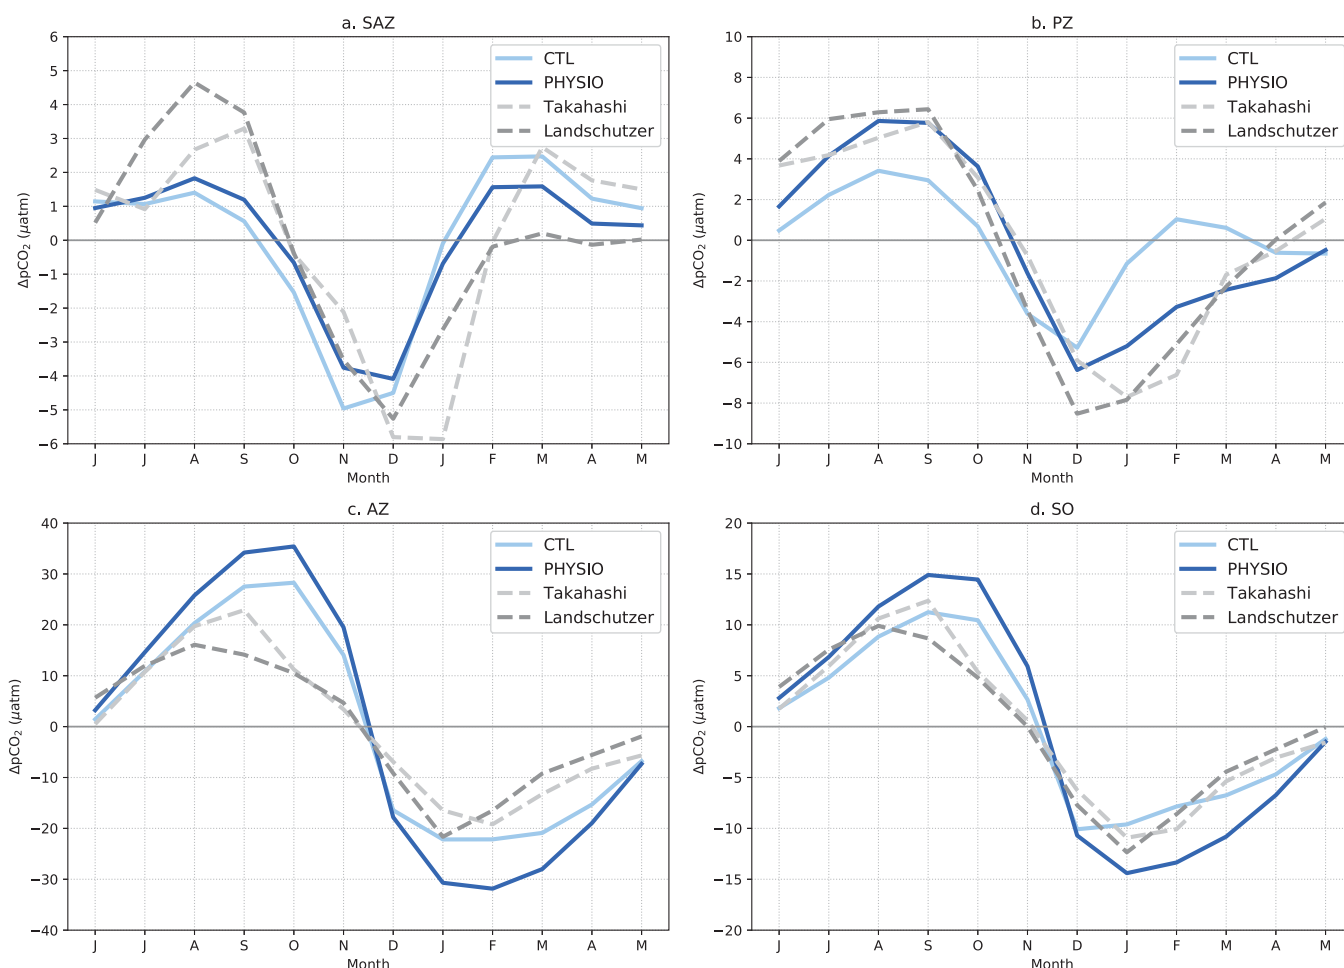 a. SAZ
6
5
4
3
2
1
0
−1
−2
−3
−4
−5
−6
ΔpCO₂ (μatm)
CTL
PHYSIO
Takahashi
Landschutzer
J J A S O N D J F M A M
Month
b. PZ
10
8
6
4
2
0
−2
−4
−6
−8
−10
ΔpCO₂ (μatm)
CTL
PHYSIO
Takahashi
Landschutzer
J J A S O N D J F M A M
Month
c. AZ
40
30
20
10
0
−10
−20
−30
−40
ΔpCO₂ (μatm)
CTL
PHYSIO
Takahashi
Landschutzer
J J A S O N D J F M A M
Month
d. SO
20
15
10
5
0
−5
−10
−15
−20
ΔpCO₂ (μatm)
CTL
PHYSIO
Takahashi
Landschutzer
J J A S O N D J F M A M
Month